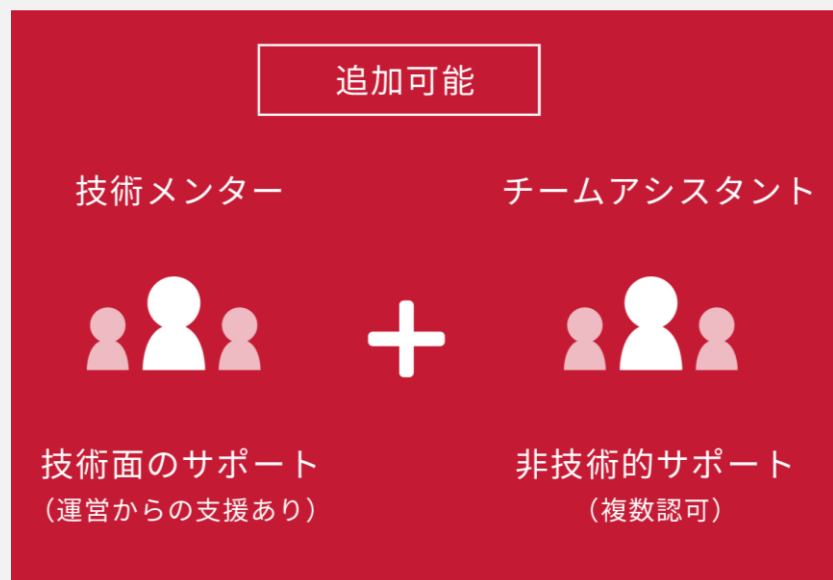 追加可能
技術メンター
チームアシスタント
技術面のサポート
（運営からの支援あり）
非技術的サポート
（複数認可）